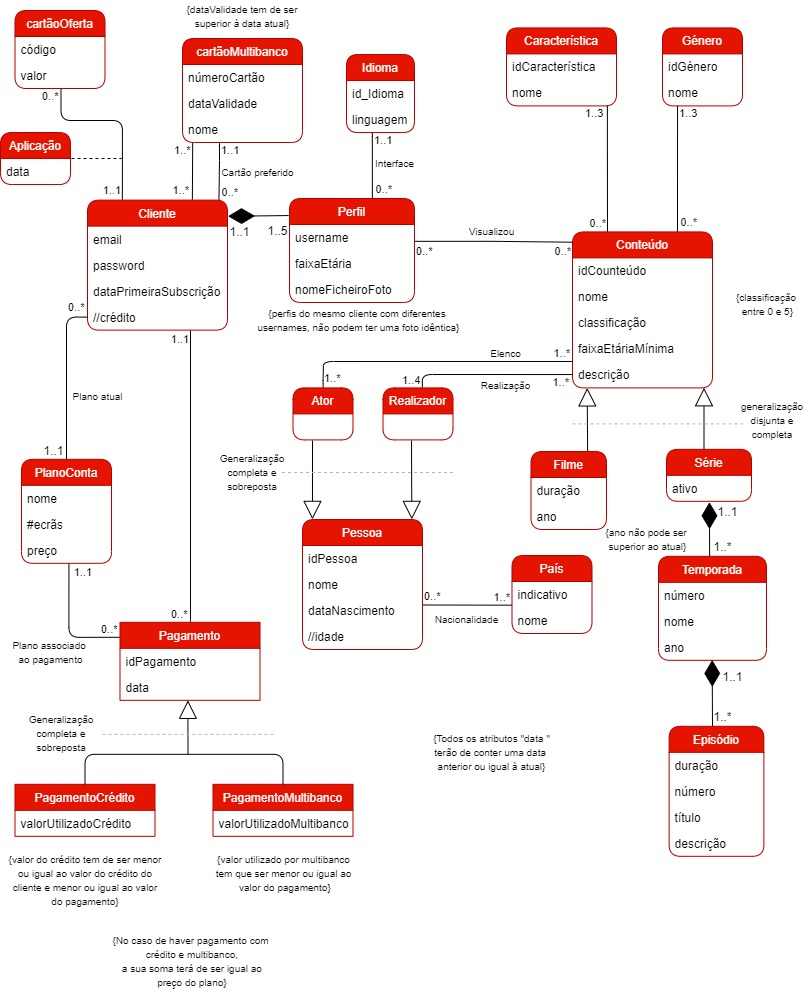 {dataValidade tem de ser
superior à data atual}
cartãoOferta
código
valor
0..*
cartãoMultibanco
númeroCartão
dataValidade
nome
Idioma
id_Idioma
linguagem
Característica
idCaracterística
nome
Género
idGénero
nome
Aplicação
data
1..*
1..1
Cartão preferido
1..1
Interface
1..3
1..3
1..1
1..*
0..*
0..*
0..*
0..*
Cliente
email
password
dataPrimeiraSubscrição
//crédito
1..1
1..5
Perfil
username
faixaEtária
nomeFicheiroFoto
Visualizou
0..*
0..*
Conteúdo
idCounteúdo
nome
classificação
faixaEtáriaMínima
descrição
{classificação
entre 0 e 5}
{perfis do mesmo cliente com diferentes
usernames, não podem ter uma foto idêntica}
0..*
1..1
Plano atual
1..1
Elenco
1..*
1..*
Realização
1..4
1..*
Ator
Realizador
generalização
disjunta e
completa
Generalização
completa e
sobreposta
PlanoConta
nome
#ecrãs
preço
1..1
Filme
duração
ano
Série
ativo
1..1
{ano não pode ser
superior ao atual}
1..*
Pessoa
idPessoa
nome
dataNascimento
//idade
0..*
1..*
Nacionalidade
País
indicativo
nome
Temporada
número
nome
ano
1..1
1..*
0..*
0..*
Plano associado
ao pagamento
Pagamento
idPagamento
data
Generalização
completa e
sobreposta
{Todos os atributos "data "
terão de conter uma data
anterior ou igual à atual}
Episódio
duração
número
título
descrição
PagamentoCrédito
valorUtilizadoCrédito
PagamentoMultibanco
valorUtilizadoMultibanco
{valor do crédito tem de ser menor
ou igual ao valor do crédito do
cliente e menor ou igual ao valor
do pagamento}
{valor utilizado por multibanco
tem que ser menor ou igual ao
valor do pagamento}
{No caso de haver pagamento com
crédito e multibanco,
a sua soma terá de ser igual ao
preço do plano}